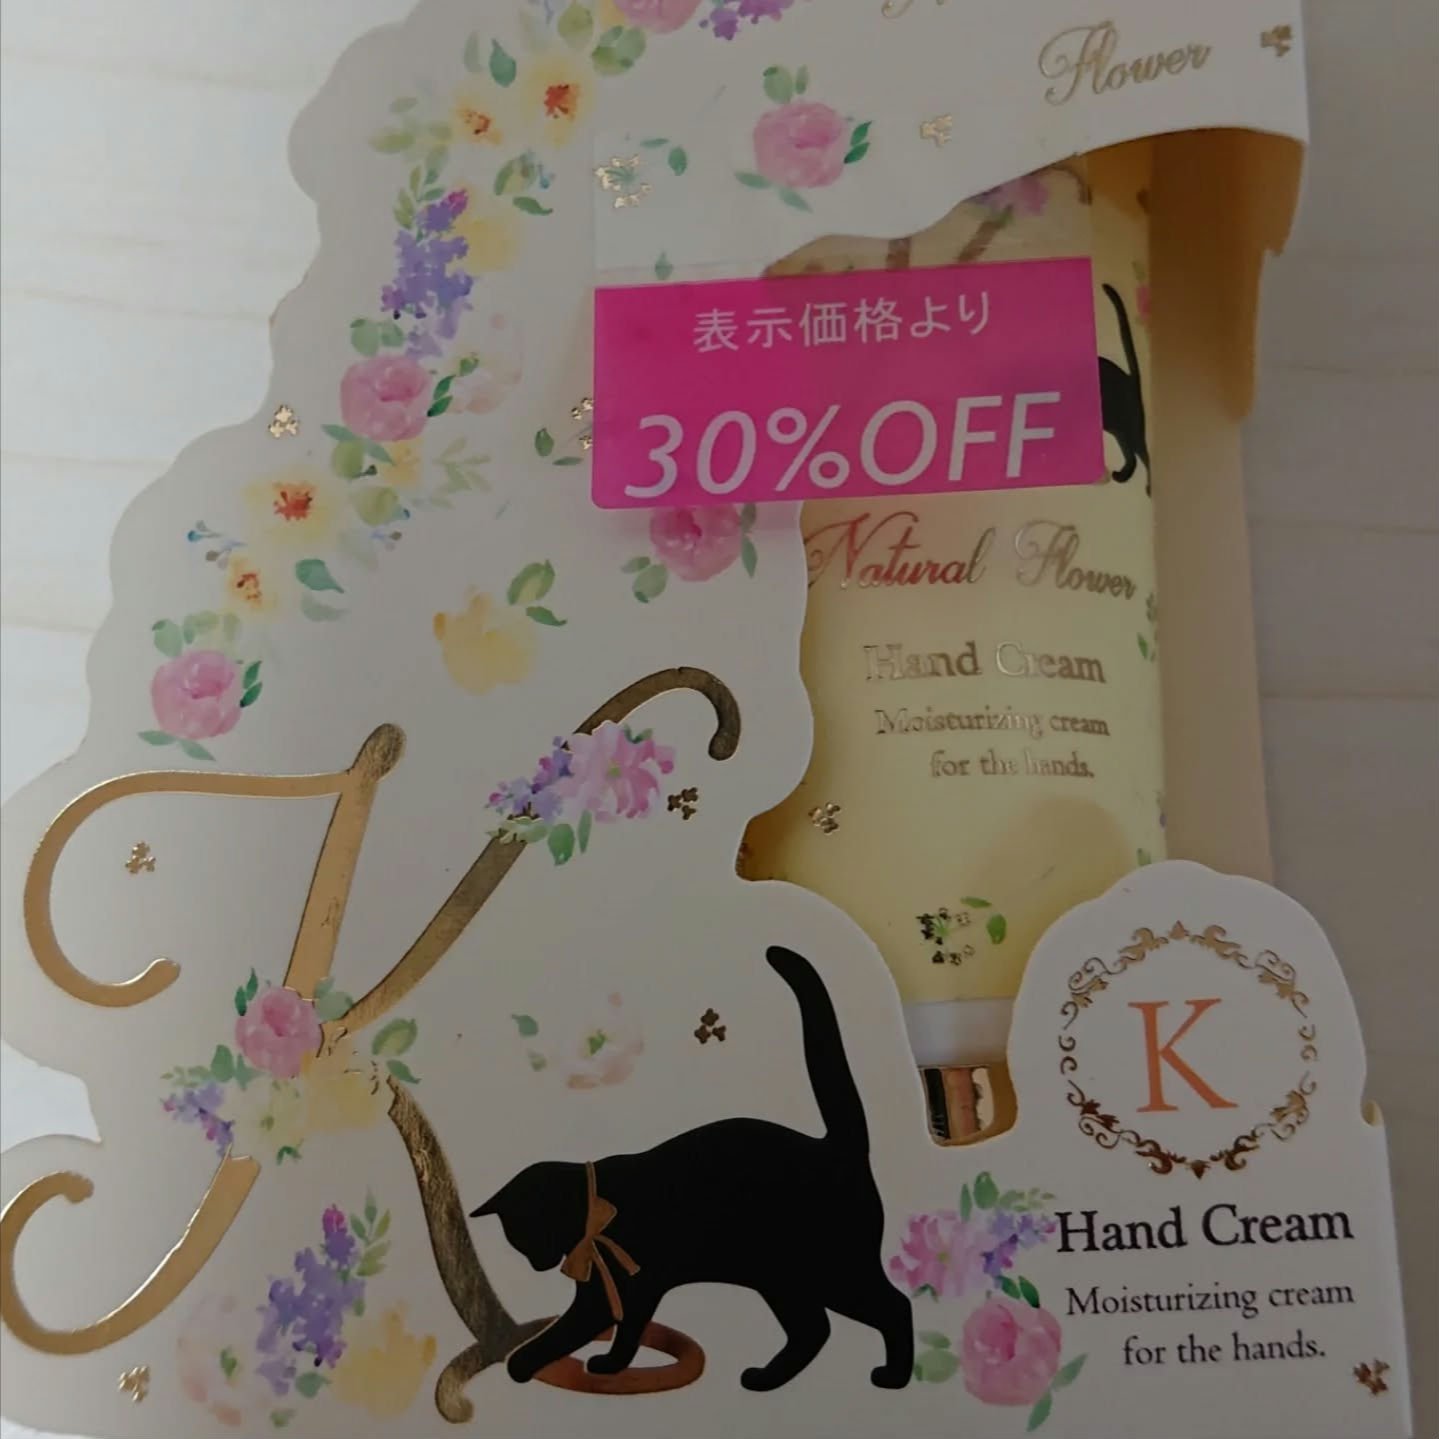 Flower
表示価格より
30%OFF
Natural Flower
Hand Cream
Moisturizing cream
for the hands.
K
K
Hand Cream
Moisturizing cream
for the hands.